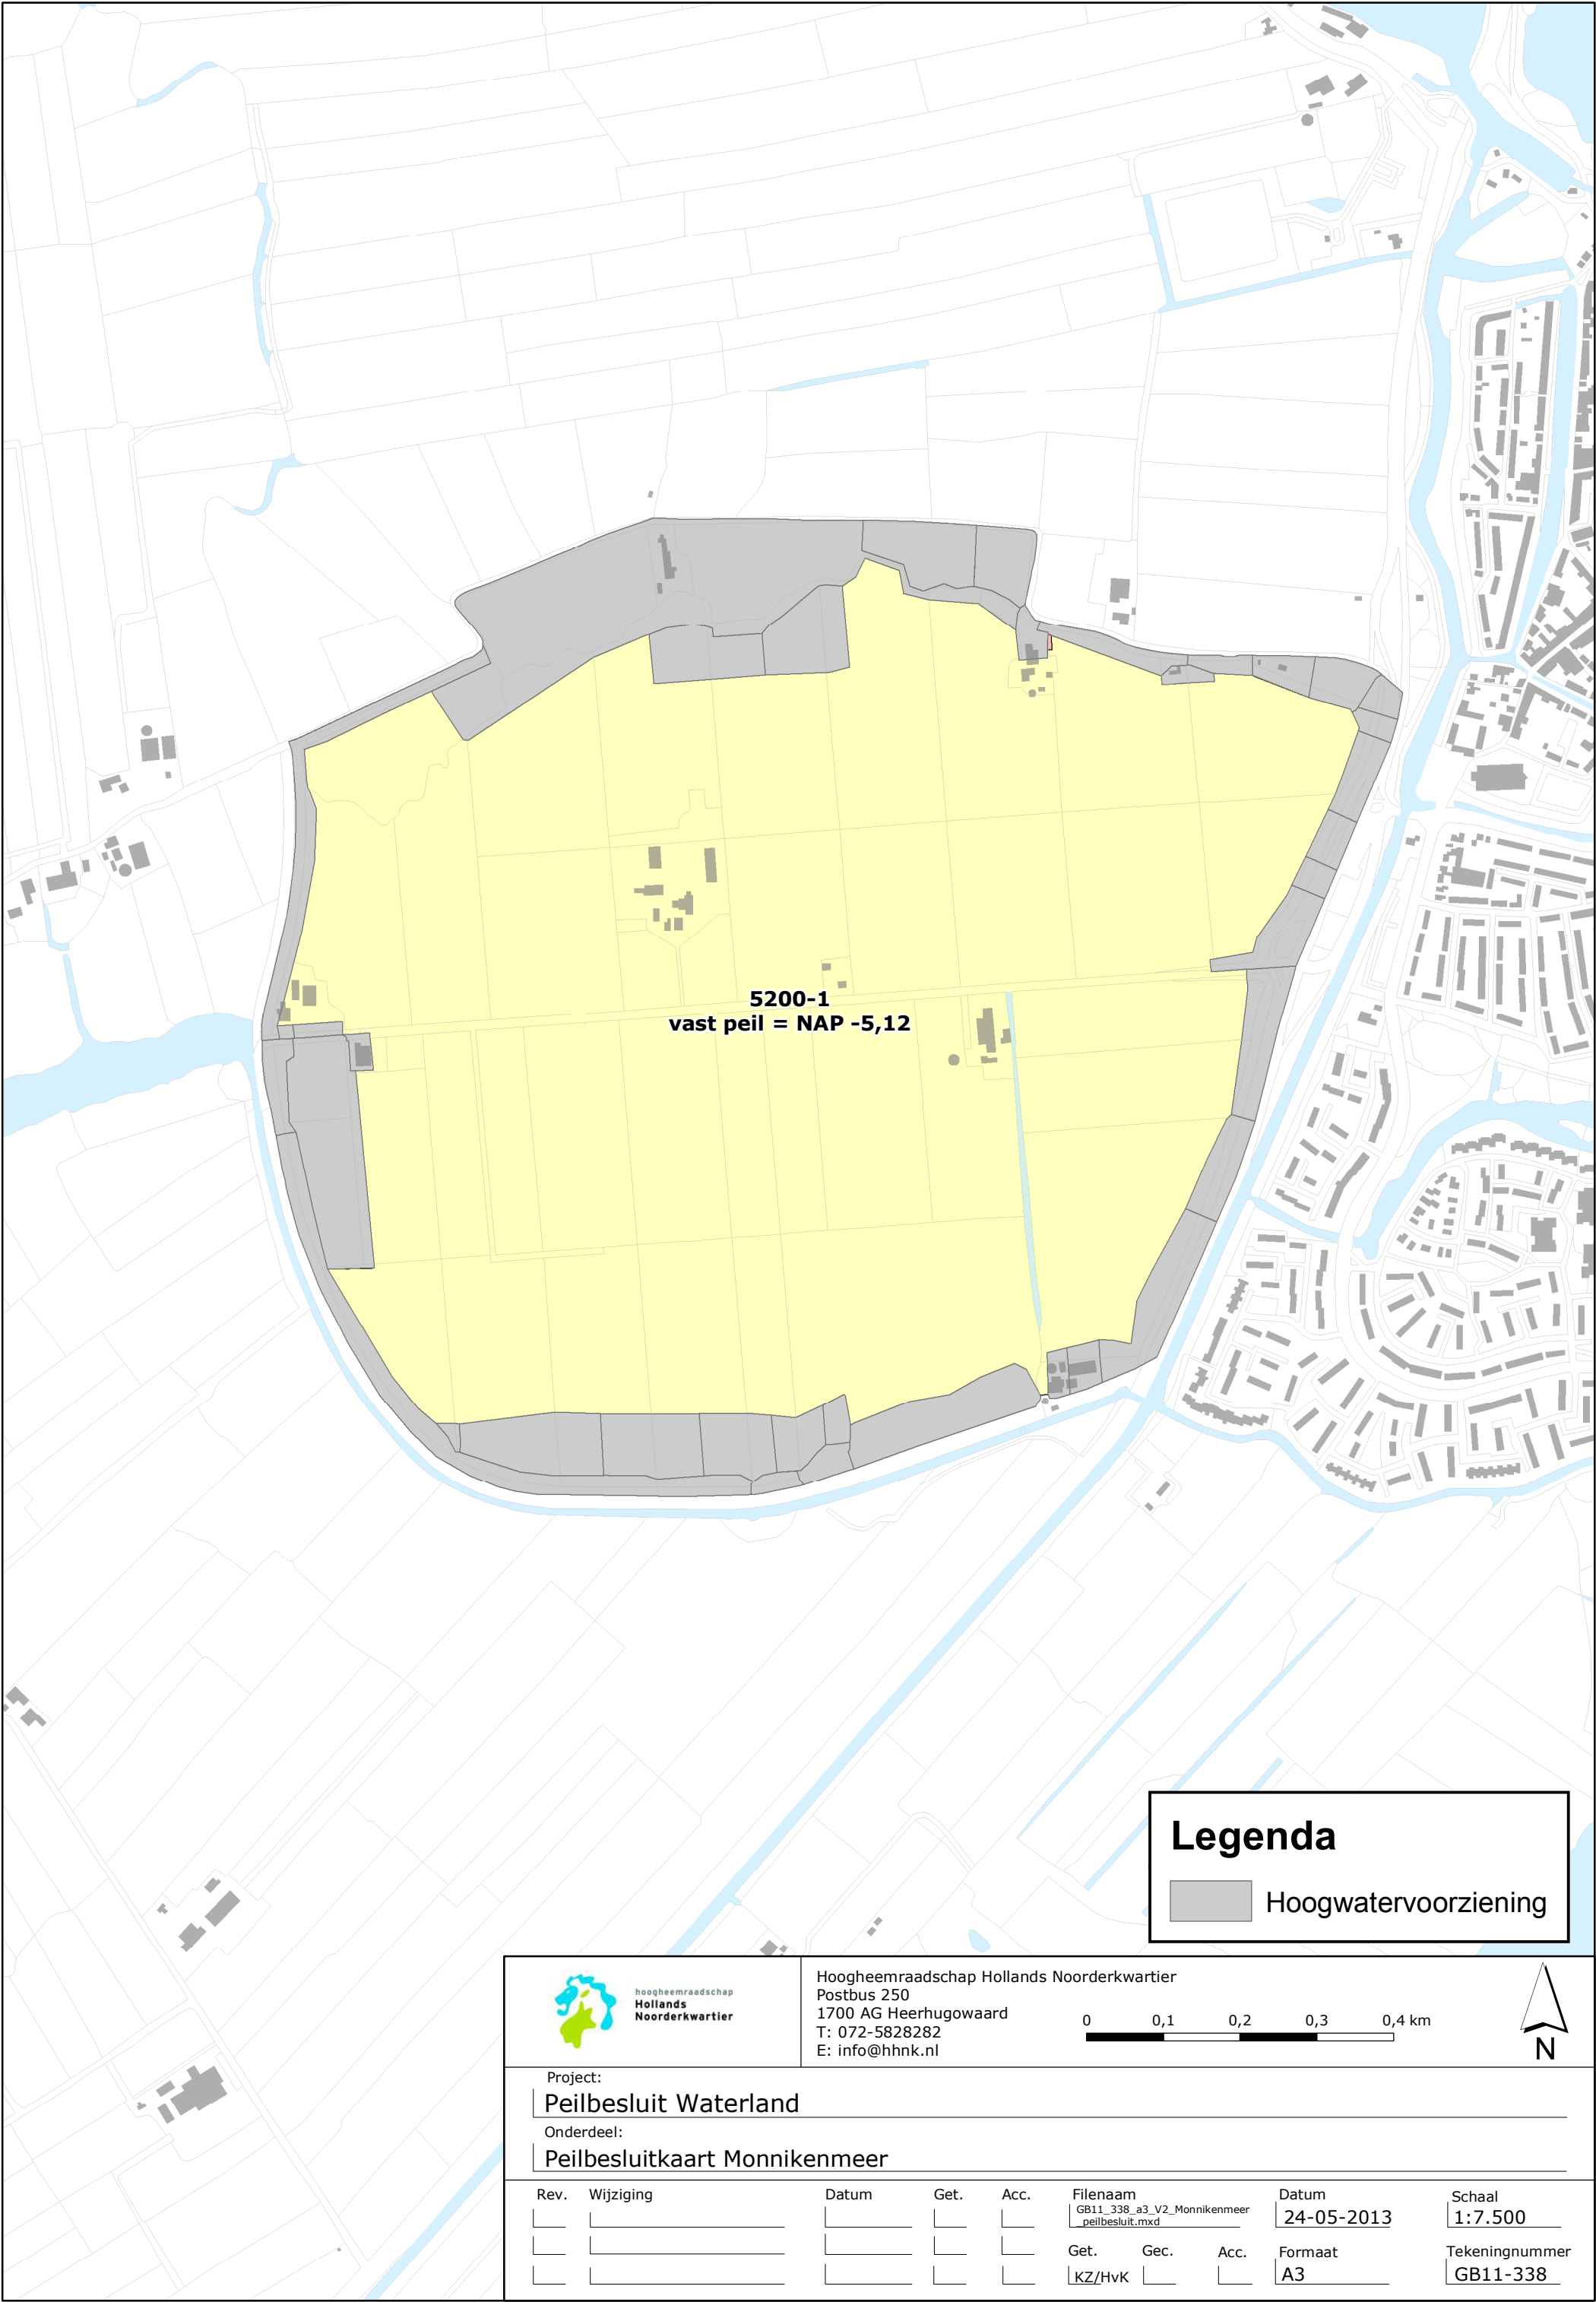 5200-1
vast peil = NAP -5,12
Legenda
Hoogwatervoorziening
hoogheemraadschap
Hollands
Noorderkwartier
Hoogheemraadschap Hollands Noorderkwartier
Postbus 250
1700 AG Heerhugowaard
T: 072-5828282
E: info@hhnk.nl
0 0,1 0,2 0,3 0,4 km
N
Project:
Peilbesluit Waterland
Onderdeel:
Peilbesluitkaart Monnikenmeer
Rev. Wijziging Datum Get. Acc. Filenaam Datum Schaal
GB11_338_a3_V2_Monnikenmeer
_peilbesluit.mxd
24-05-2013 1:7.500
Get. Gec. Acc. Formaat Tekeningnummer
KZ/HvK A3 GB11-338